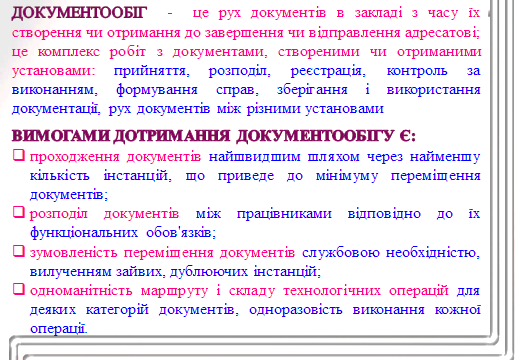 ДОКУМЕНТООБІГ - це рух документів в закладі з часу їх
створення чи отримання до завершення чи відправлення адресатові;
це комплекс робіт з документами, створеними чи отриманими
установами: прийняття, розподіл, реєстрація, контроль за
виконанням, формування справ, зберігання і використання
документації, рух документів між різними установами
ВИМОГАМИ ДОТРИМАННЯ ДОКУМЕНТООБІГУ Є:
❑ проходження документів найшвидшим шляхом через найменшу
кількість інстанцій, що приведе до мінімуму переміщення
документів;
❑ розподіл документів між працівниками відповідно до їх
функціональних обов'язків;
❑ зумовленість переміщення документів службовою необхідністю,
вилученням зайвих, дублюючих інстанцій;
❑ одноманітність маршруту і складу технологічних операцій для
деяких категорій документів, одноразовість виконання кожної
операції.